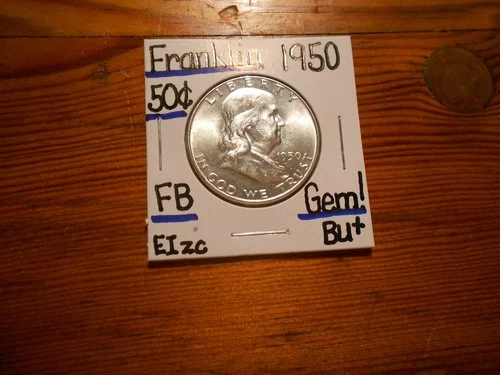 Franklin 1950
50¢
LIBERTY
1950
IN GOD WE TRUST
FB
Gem!
EIzc
BU+